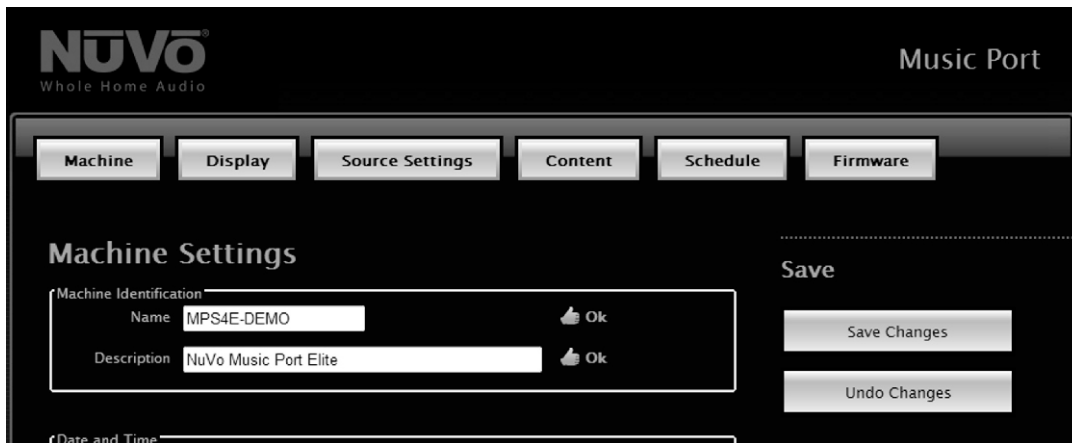 NŪVŌ®
Whole Home Audio
Music Port
Machine Display Source Settings Content Schedule Firmware
Machine Settings
Machine Identification
Name MPS4E-DEMO Ok
Description NuVo Music Port Elite Ok
Date and Time
Save
Save Changes
Undo Changes